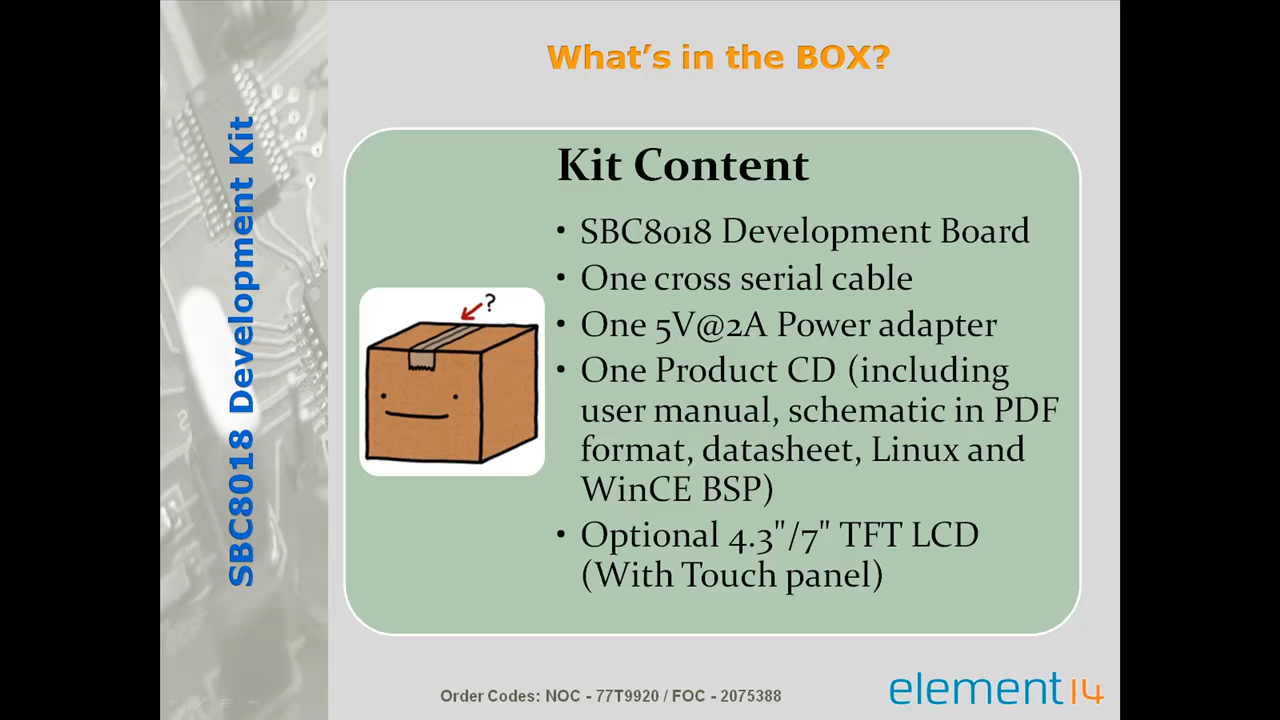 What's in the BOX?
SBC8018 Development Kit
Kit Content
• SBC8018 Development Board
• One cross serial cable
• One 5V@2A Power adapter
• One Product CD (including
user manual, schematic in PDF
format, datasheet, Linux and
WinCE BSP)
• Optional 4.3"/7" TFT LCD
(With Touch panel)
?
Order Codes: NOC - 77T9920 / FOC - 2075388
element14